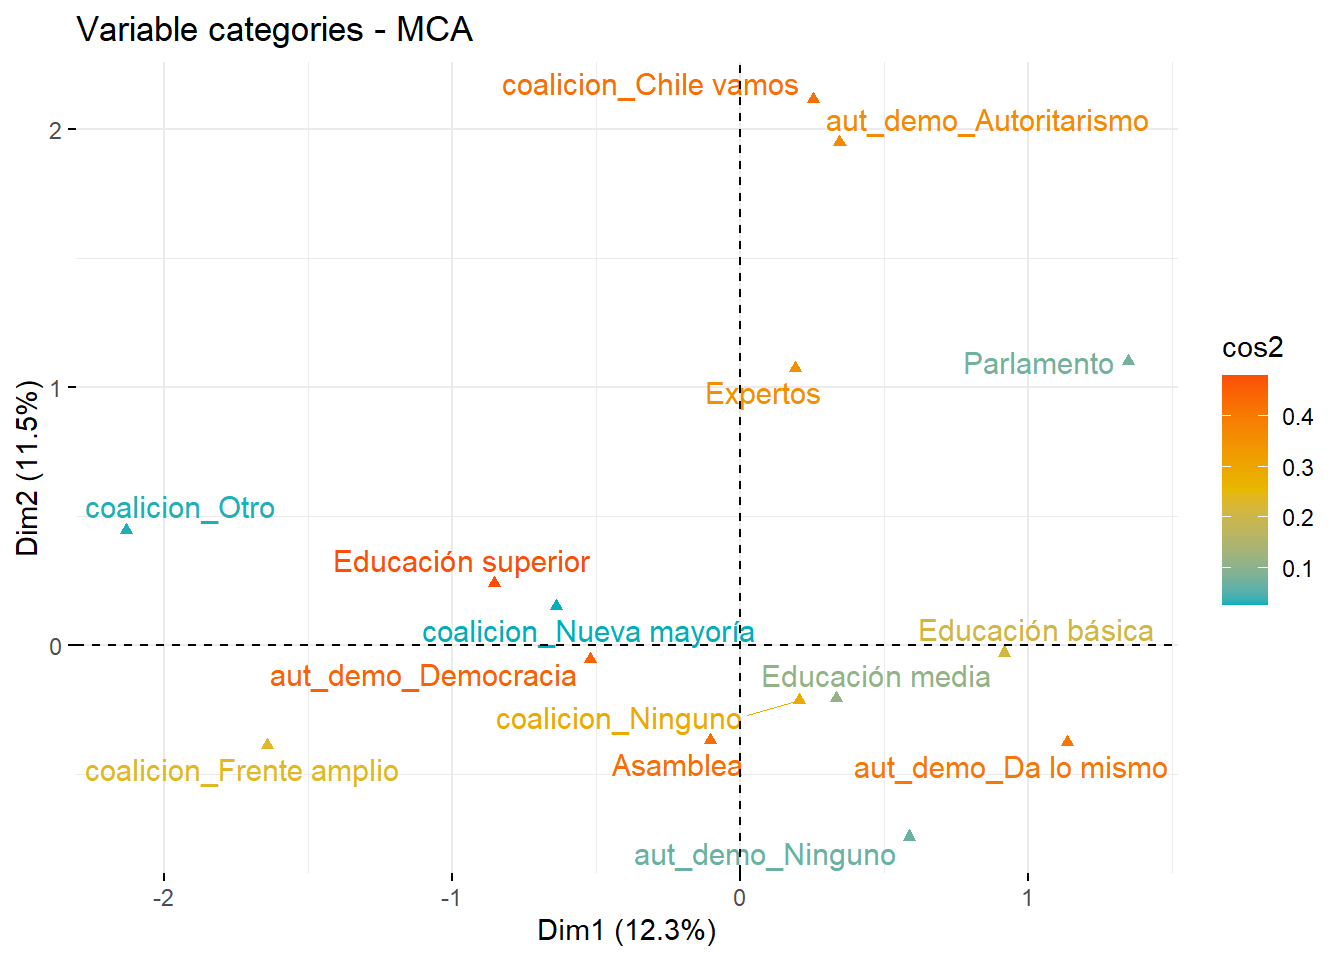 Variable categories - MCA
coalicion_Chile vamos
aut_demo_Autoritarismo
2
Parlamento
cos2
Expertos
1
0.4
0.3
0.2
0.1
Dim2 (11.5%)
coalicion_Otro
Educación superior
coalicion_Nueva mayoría
Educación básica
0
aut_demo_Democracia
Educación media
coalicion_Ninguno
Asamblea
coalicion_Frente amplio
aut_demo_Da lo mismo
aut_demo_Ninguno
-2
-1
0
1
Dim1 (12.3%)